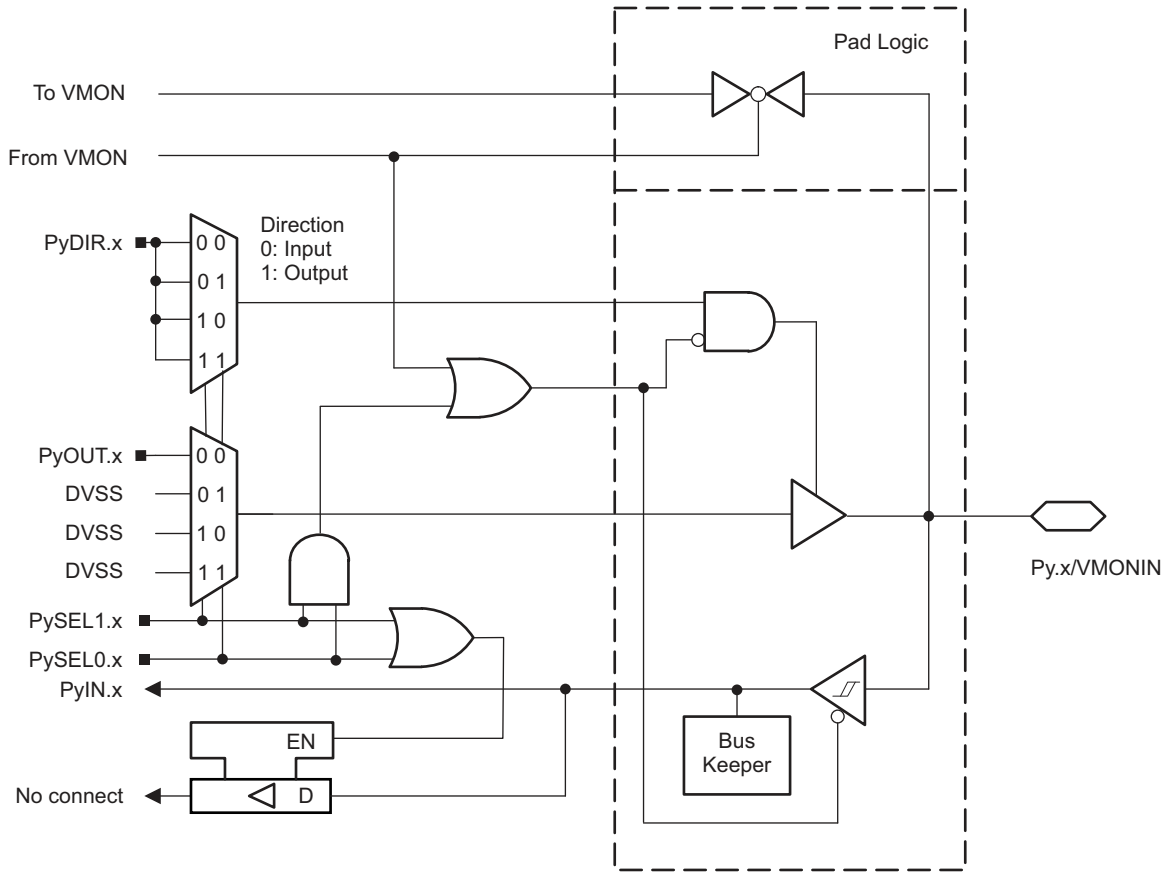 Pad Logic
To VMON
From VMON
PyDIR.x
0 0
0 1
1 0
1 1
Direction
0: Input
1: Output
PyOUT.x
0 0
DVSS
0 1
DVSS
1 0
DVSS
1 1
Py.x/VMONIN
PySEL1.x
PySEL0.x
PyIN.x
EN
Bus
Keeper
No connect
D